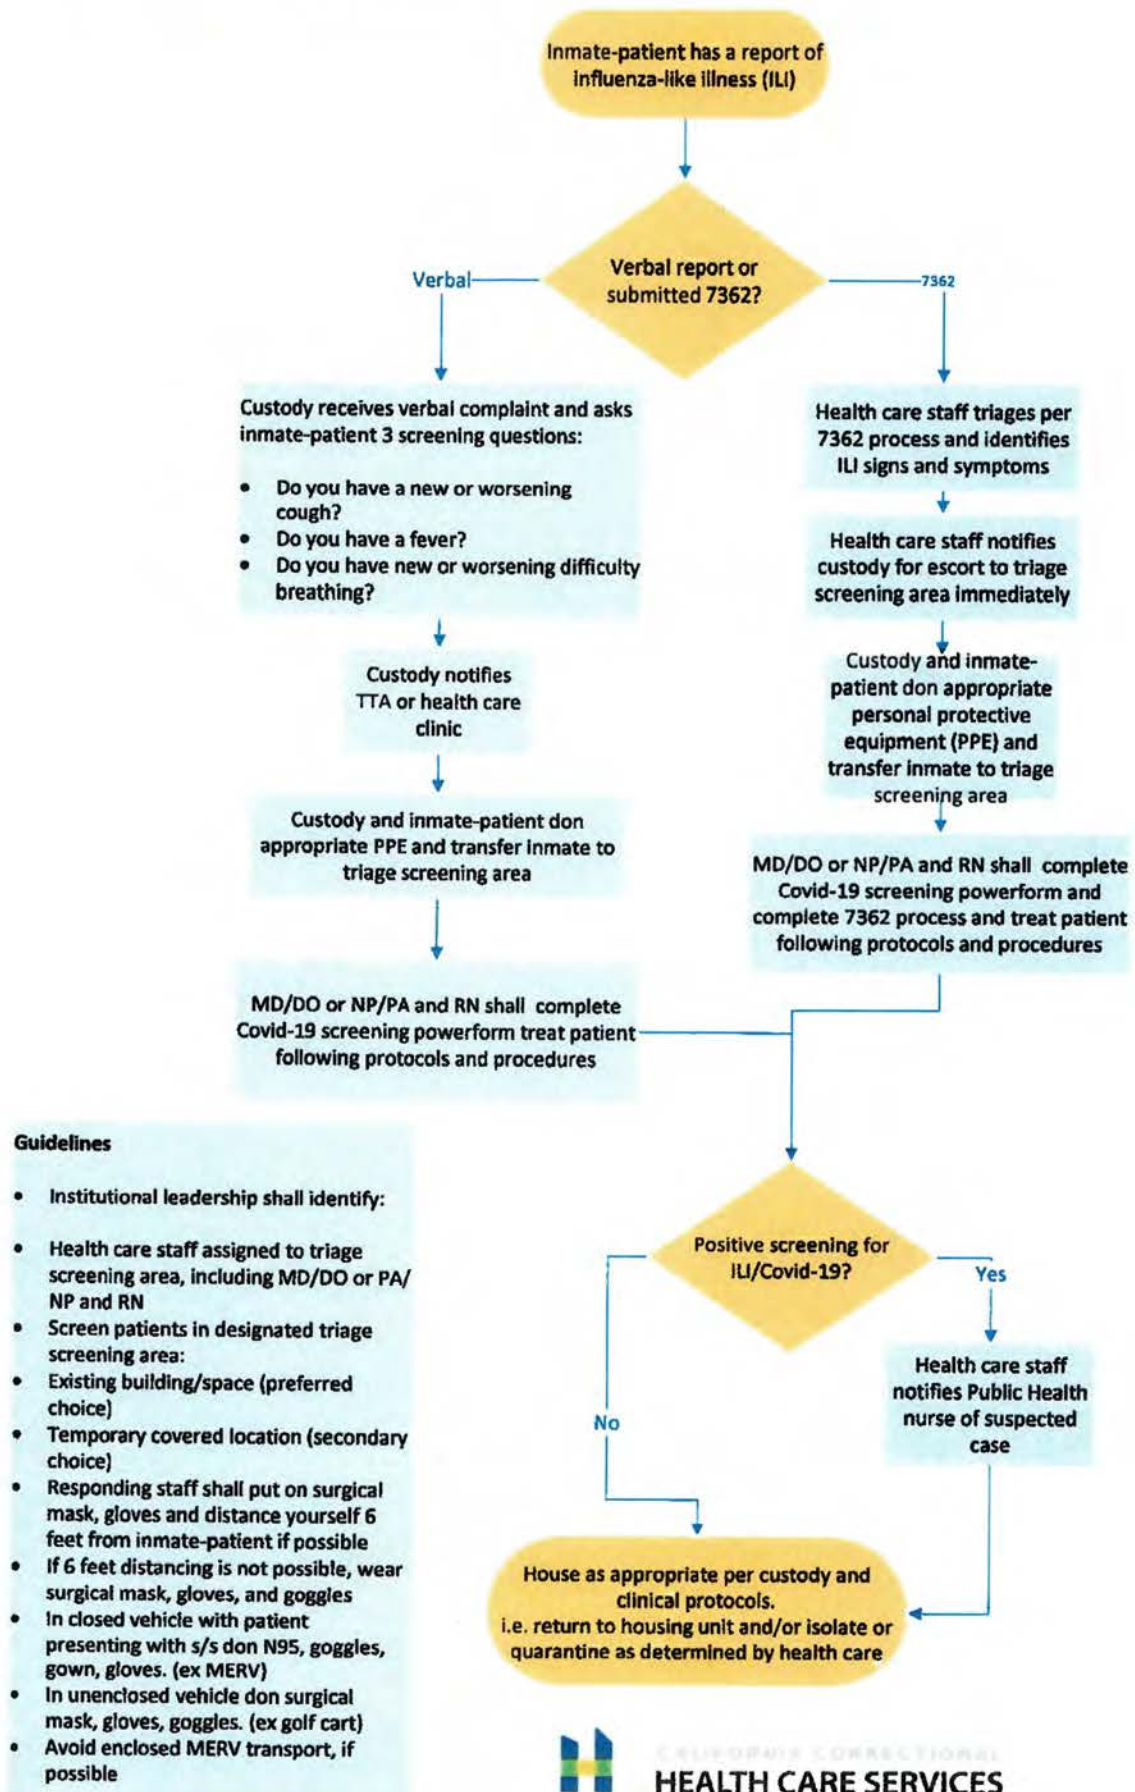 Inmate-patient has a report of
influenza-like illness (ILI)
Verbal report or
submitted 7362?
Verbal
7362
Custody receives verbal complaint and asks
inmate-patient 3 screening questions:
• Do you have a new or worsening
cough?
• Do you have a fever?
• Do you have new or worsening difficulty
breathing?
Custody notifies
TTA or health care
clinic
Custody and inmate-patient don
appropriate PPE and transfer inmate to
triage screening area
MD/DO or NP/PA and RN shall complete
Covid-19 screening powerform treat patient
following protocols and procedures
Health care staff triages per
7362 process and identifies
ILI signs and symptoms
Health care staff notifies
custody for escort to triage
screening area immediately
Custody and inmate-
patient don appropriate
personal protective
equipment (PPE) and
transfer inmate to triage
screening area
MD/DO or NP/PA and RN shall complete
Covid-19 screening powerform and
complete 7362 process and treat patient
following protocols and procedures
Positive screening for
ILI/Covid-19?
Yes
No
Health care staff
notifies Public Health
nurse of suspected
case
House as appropriate per custody and
clinical protocols.
i.e. return to housing unit and/or isolate or
quarantine as determined by health care
Guidelines
• Institutional leadership shall identify:
• Health care staff assigned to triage
screening area, including MD/DO or PA/
NP and RN
• Screen patients in designated triage
screening area:
• Existing building/space (preferred
choice)
• Temporary covered location (secondary
choice)
• Responding staff shall put on surgical
mask, gloves and distance yourself 6
feet from inmate-patient if possible
• If 6 feet distancing is not possible, wear
surgical mask, gloves, and goggles
• In closed vehicle with patient
presenting with s/s don N95, goggles,
gown, gloves. (ex MERV)
• In unenclosed vehicle don surgical
mask, gloves, goggles. (ex golf cart)
• Avoid enclosed MERV transport, if
possible
CALIFORNIA CORRECTIONAL
HEALTH CARE SERVICES